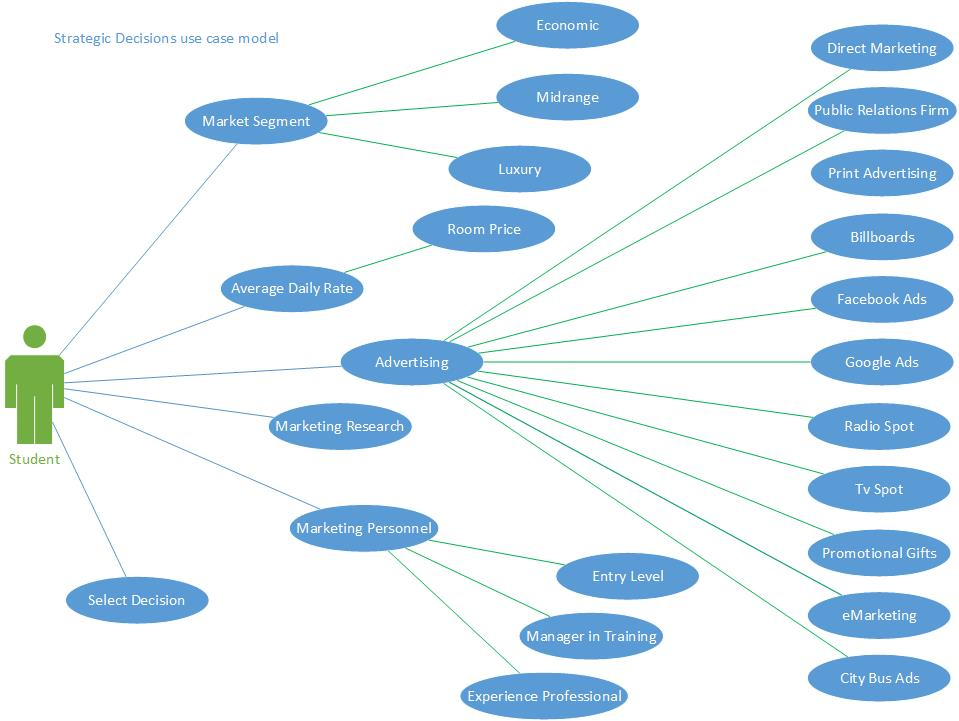 Strategic Decisions use case model
Economic
Midrange
Market Segment
Luxury
Room Price
Average Daily Rate
Advertising
Marketing Research
Student
Marketing Personnel
Entry Level
Select Decision
Manager in Training
Experience Professional
Direct Marketing
Public Relations Firm
Print Advertising
Billboards
Facebook Ads
Google Ads
Radio Spot
Tv Spot
Promotional Gifts
eMarketing
City Bus Ads